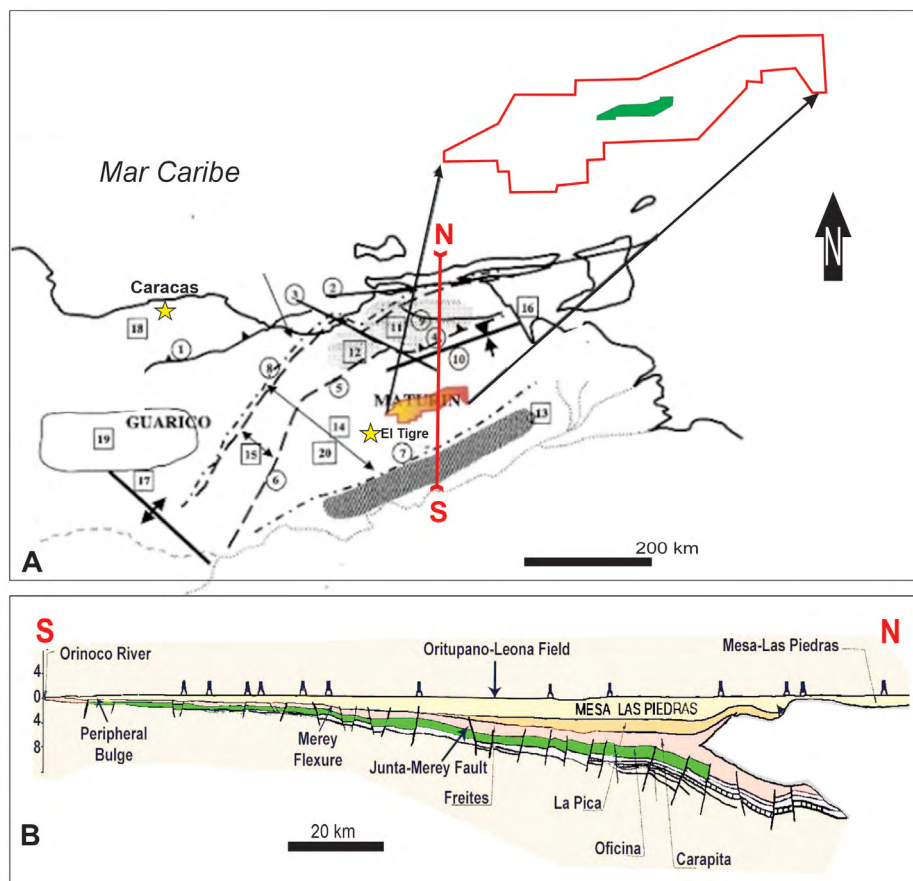 Mar Caribe
N
N
Caracas
3
2
16
18
11
9
4
1
12
10
8
5
MATURIN
13
GUARICO
14
El Tigre
19
15
20
7
17
6
S
200 km
A
S
N
Orinoco River
Oritupano-Leona Field
Mesa-Las Piedras
4
0
MESA LAS PIEDRAS
4
8
Peripheral
Bulge
Merey
Flexure
Junta-Merey Fault
Freites
La Pica
Oficina
Carapita
20 km
B